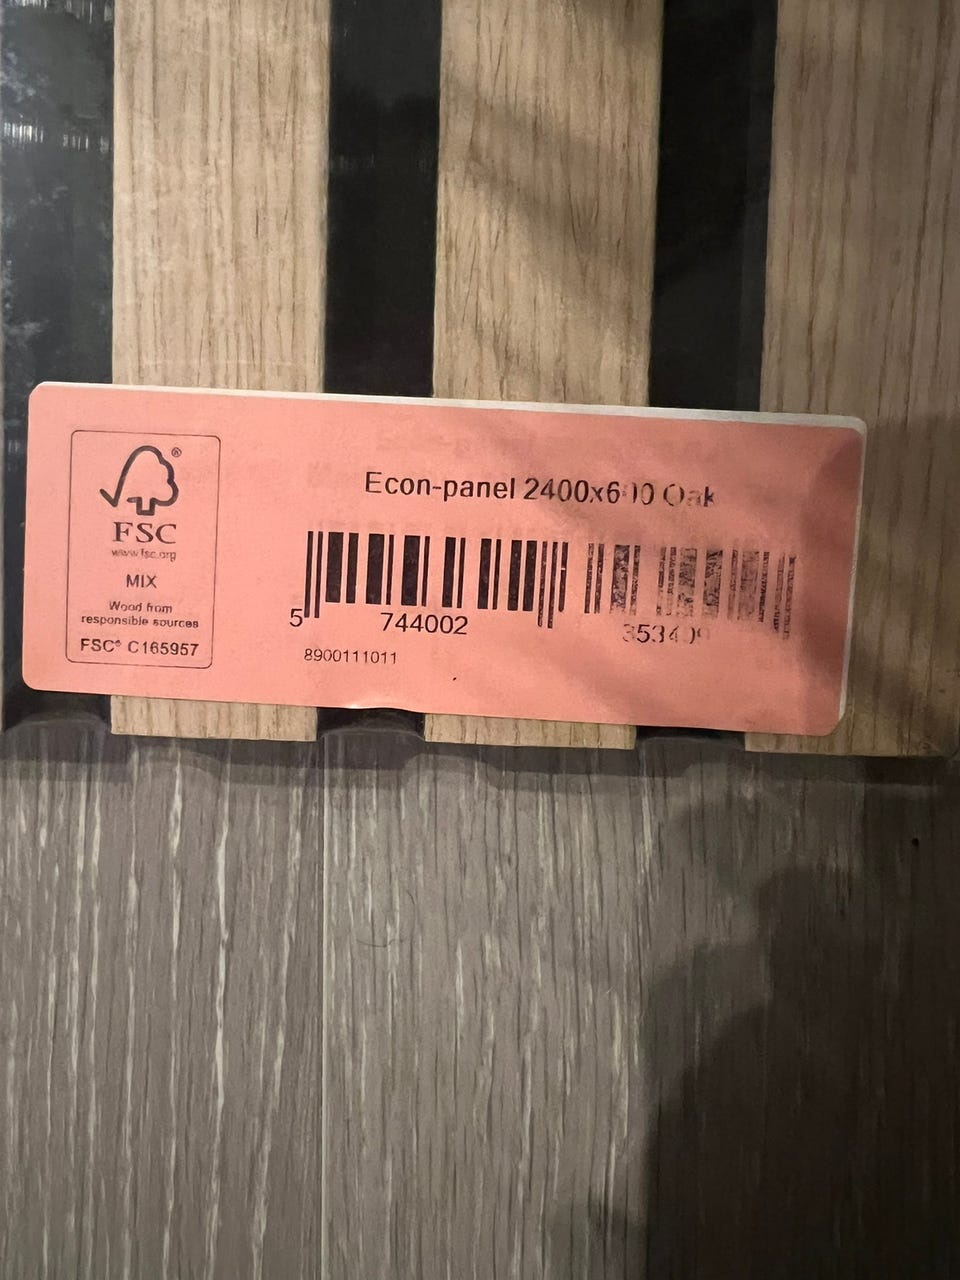 ®
FSC
www.fsc.org
MIX
Wood from
responsible sources
FSC® C165957
Econ-panel 2400x600 Oak
5 744002
8900111011